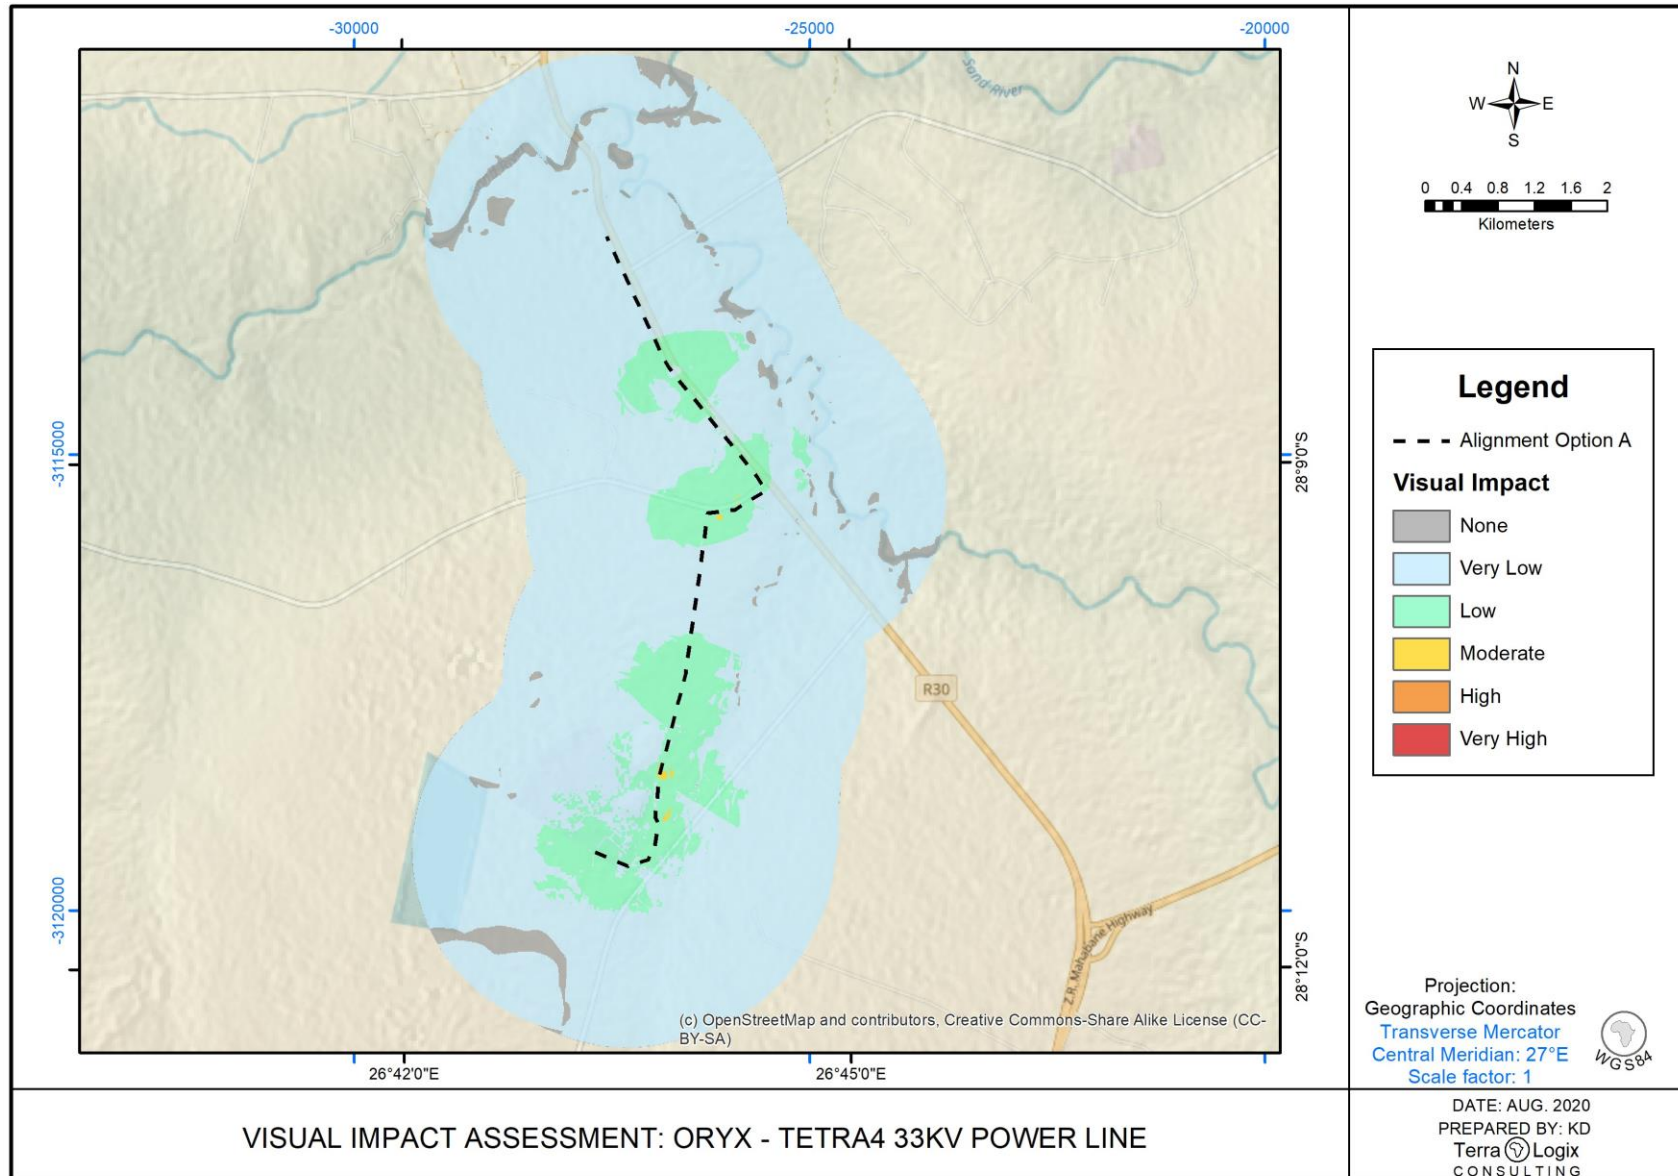 -30000
-25000
-20000
Sand River
-3115000
-3120000
28°9'0"S
28°12'0"S
R30
Z.R. Mahabane Highway
(c) OpenStreetMap and contributors, Creative Commons-Share Alike License (CC-
BY-SA)
26°42'0"E
26°45'0"E
N
W E
S
0 0.4 0.8 1.2 1.6 2
Kilometers
Legend
Alignment Option A
Visual Impact
None
Very Low
Low
Moderate
High
Very High
Projection:
Geographic Coordinates
Transverse Mercator
Central Meridian: 27°E
Scale factor: 1
WGS84
VISUAL IMPACT ASSESSMENT: ORYX - TETRA4 33KV POWER LINE
DATE: AUG. 2020
PREPARED BY: KD
Terra Logix
CONSULTING